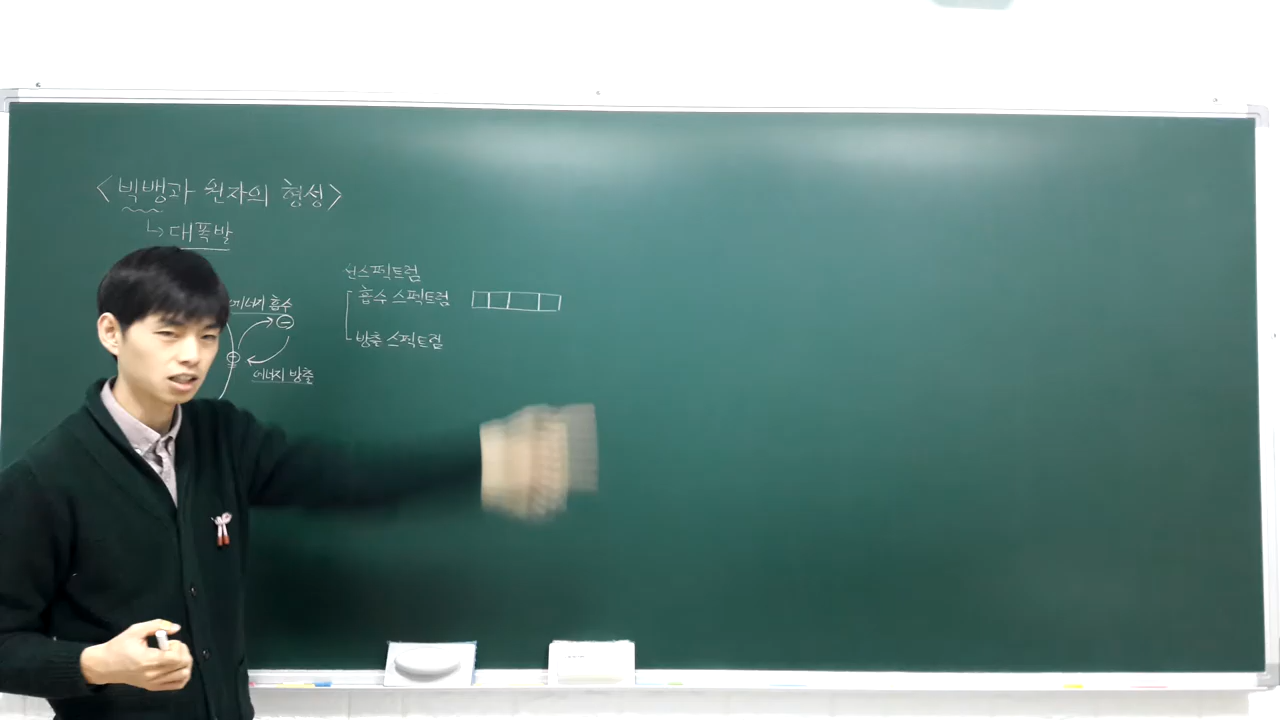 <빅뱅과 원자의 형성>
↳ 대폭발
에너지 흡수
에너지 방출
선스펙트럼
흡수 스펙트럼
방출 스펙트럼